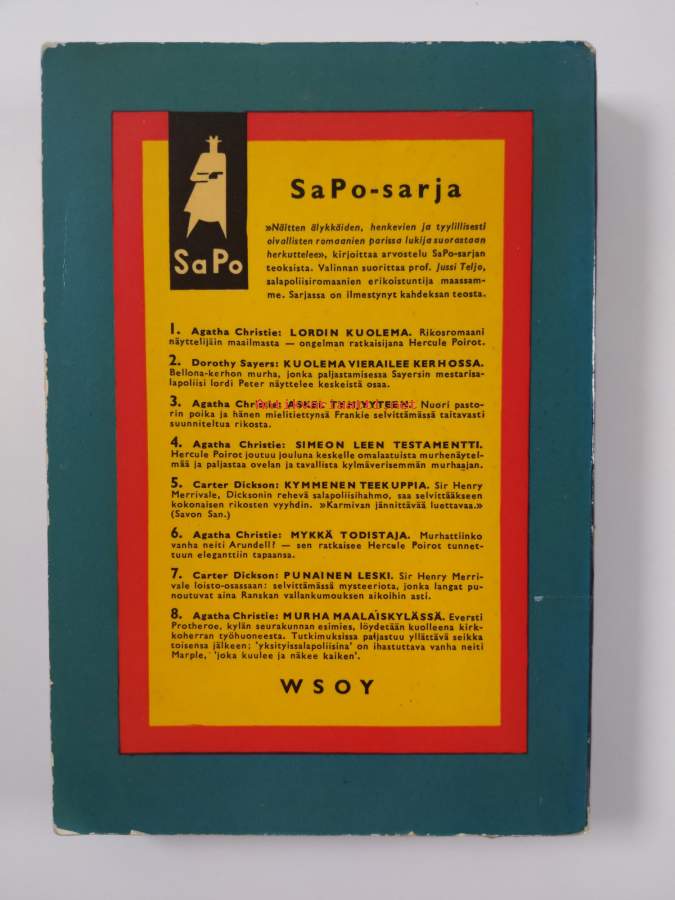 SaPo
SaPo-sarja
»Näitten älykkäiden, henkevien ja tyylillisesti
oivallisten romaanien parissa lukija suorastaan
herkuttelee», kirjoittaa arvostelu SaPo-sarjan
teoksista. Valinnan suorittaa prof. Jussi Teljo,
salapoliisiromaanien erikoistuntija maassam-
me. Sarjassa on ilmestynyt kahdeksan teosta.
1. Agatha Christie: LORDIN KUOLEMA. Rikosromaani
näyttelijäin maailmasta — ongelman ratkaisijana Hercule Poirot.
2. Dorothy Sayers: KUOLEMA VIERAILEE KERHOSSA.
Bellona-kerhon murha, jonka paljastamisessa Sayersin mestarisa-
lapoliisi lordi Peter näyttelee keskeistä osaa.
3. Agatha Christie: ASKEL TYHJYYTEEN. Nuori pasto-
rin poika ja hänen mielitiettynsä Frankie selvittämässä taitavasti
suunniteltua rikosta.
4. Agatha Christie: SIMEON LEEN TESTAMENTTI.
Hercule Poirot joutuu jouluna keskelle omalaatuista murhenäytel-
mää ja paljastaa ovelan ja tavallista kylmäverisemmän murhaajan.
5. Carter Dickson: KYMMENEN TEEKUPPIA. Sir Henry
Merrivale, Dicksonin rehevä salapoliisihahmo, saa selvittääkseen
kokonaisen rikosten vyyhdin. »Karmivan jännittävää luettavaa.»
(Savon San.)
6. Agatha Christie: MYKKÄ TODISTAJA. Murhattiinko
vanha neiti Arundell? — sen ratkaisee Hercule Poirot tunnet-
tuun eleganttiin tapaansa.
7. Carter Dickson: PUNAINEN LESKI. Sir Henry Merri-
vale loisto-osassaan: selvittämässä mysteeriota, jonka langat pu-
noutuvat aina Ranskan vallankumouksen aikoihin asti.
8. Agatha Christie: MURHA MAALAISKYLÄSSÄ. Eversti
Protheroe, kylän seurakunnan esimies, löydetään kuolleena kirk-
koherran työhuoneesta. Tutkimuksissa paljastuu yllättävä seikka
toisensa jälkeen; 'yksityissalapoliisina' on ihastuttava vanha neiti
Marple, 'joka kuulee ja näkee kaiken'.
WSOY
Antikvariaatti.net